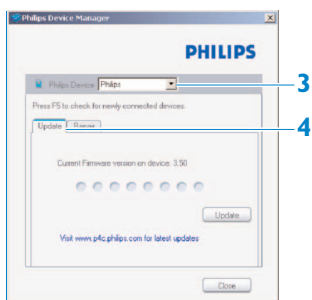 Philips Device Manager
PHILIPS
Philips Device Philips
3
Press F5 to check for newly connected devices.
Update Repair
4
Current Firmware version on device: 3.50
Update
Visit www.p4c.philips.com for latest updates
Close